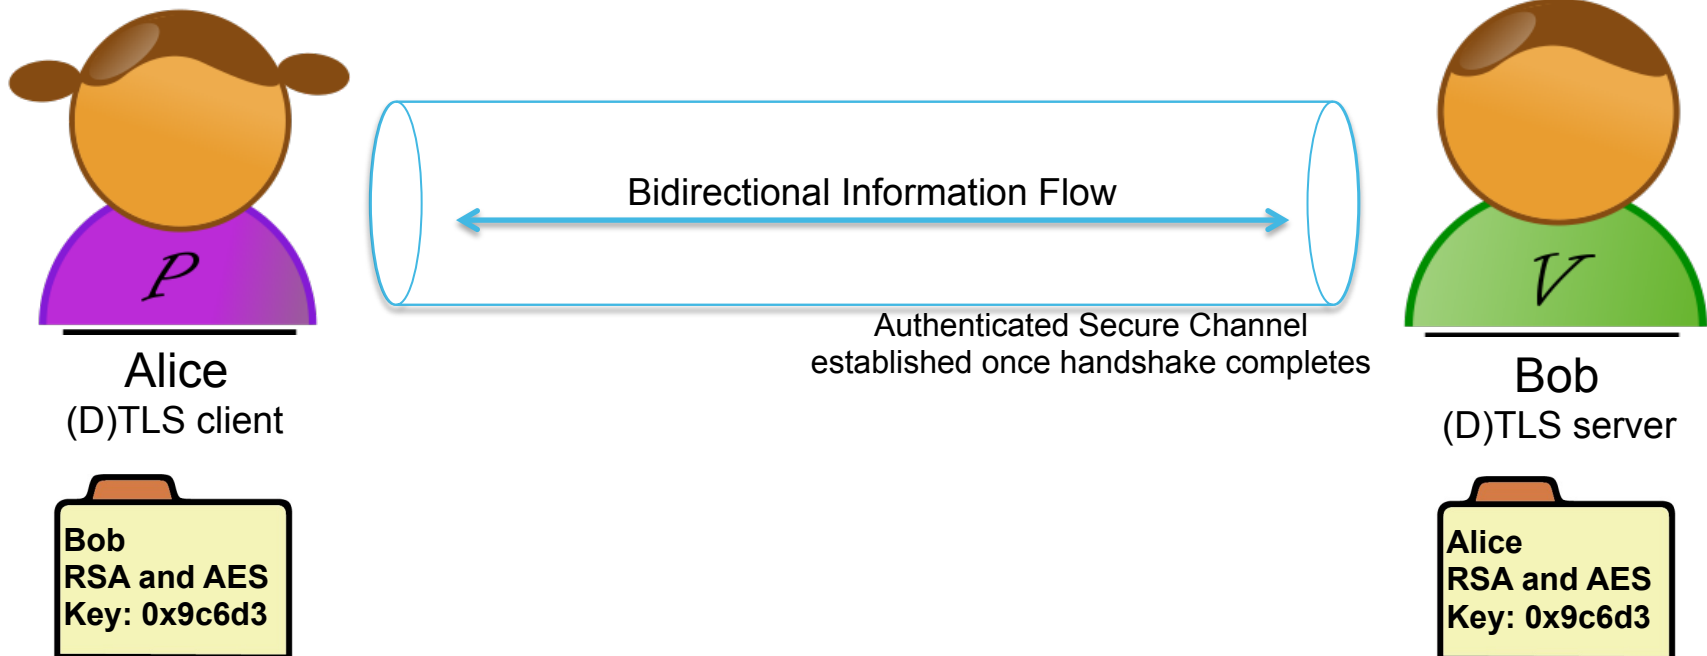 Bidirectional Information Flow
P
V
Authenticated Secure Channel
established once handshake completes
Alice
(D)TLS client
Bob
(D)TLS server
Bob
RSA and AES
Key: 0x9c6d3
Alice
RSA and AES
Key: 0x9c6d3